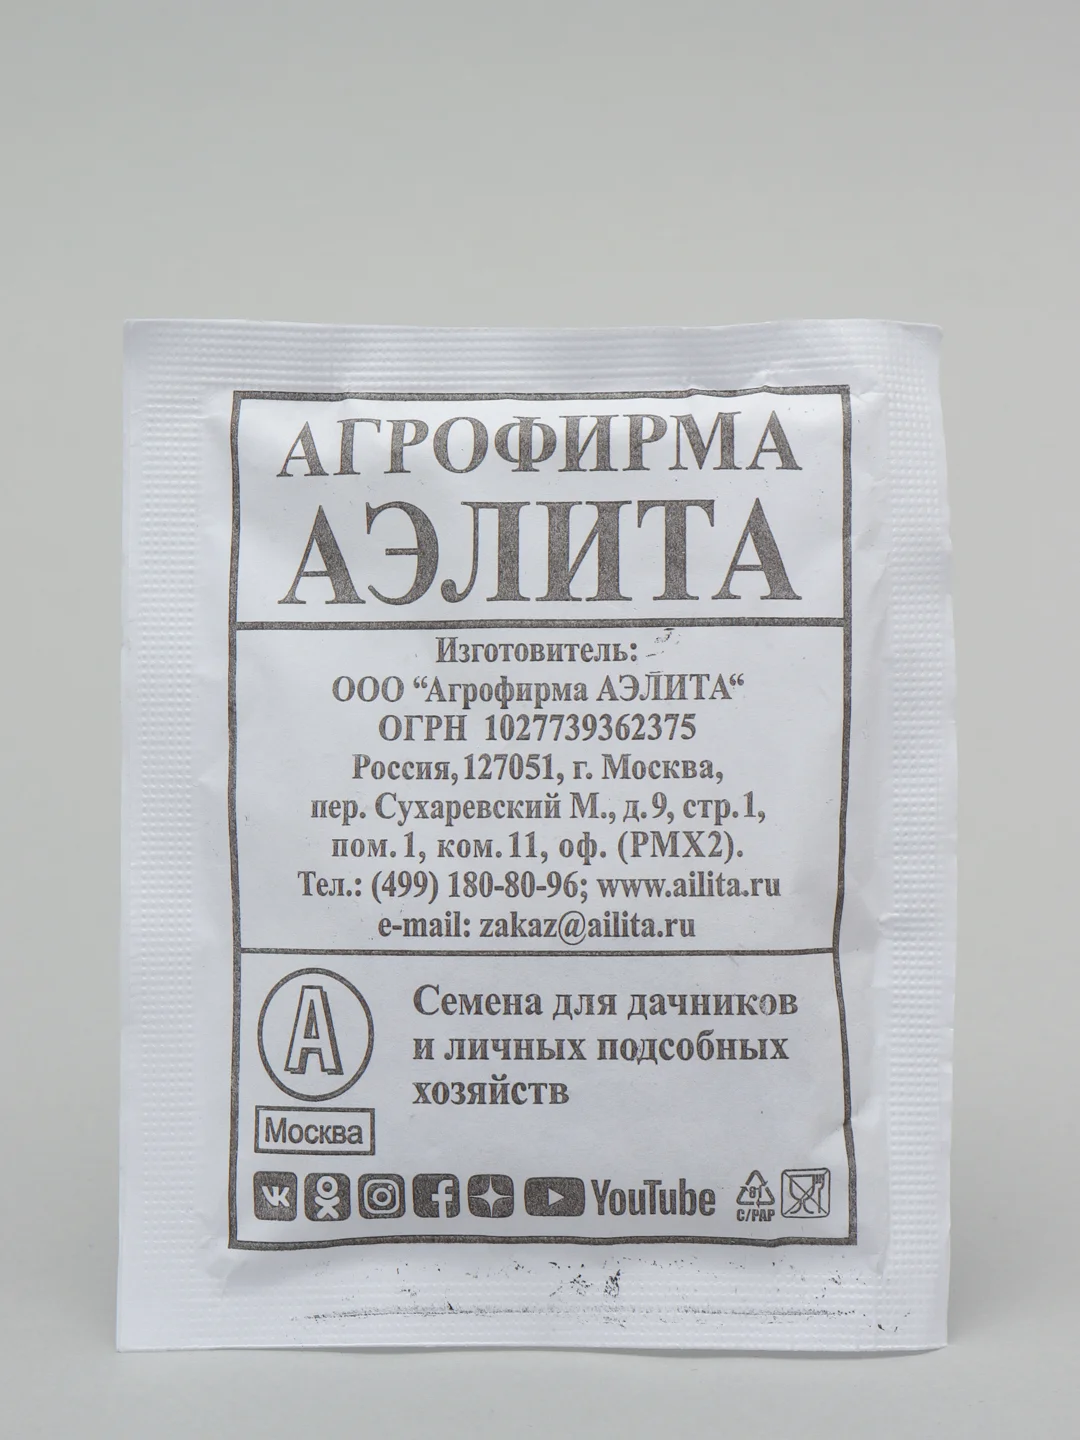 АГРОФИРМА
АЭЛИТА
Изготовитель:
ООО “Агрофирма АЭЛИТА“
ОГРН 1027739362375
Россия, 127051, г. Москва,
пер. Сухаревский М., д. 9, стр. 1,
пом. 1, ком. 11, оф. (РМХ2).
Тел.: (499) 180-80-96; www.ailita.ru
e-mail: zakaz@ailita.ru
А
Семена для дачников
и личных подсобных
хозяйств
Москва
YouTube
81
C/PAP